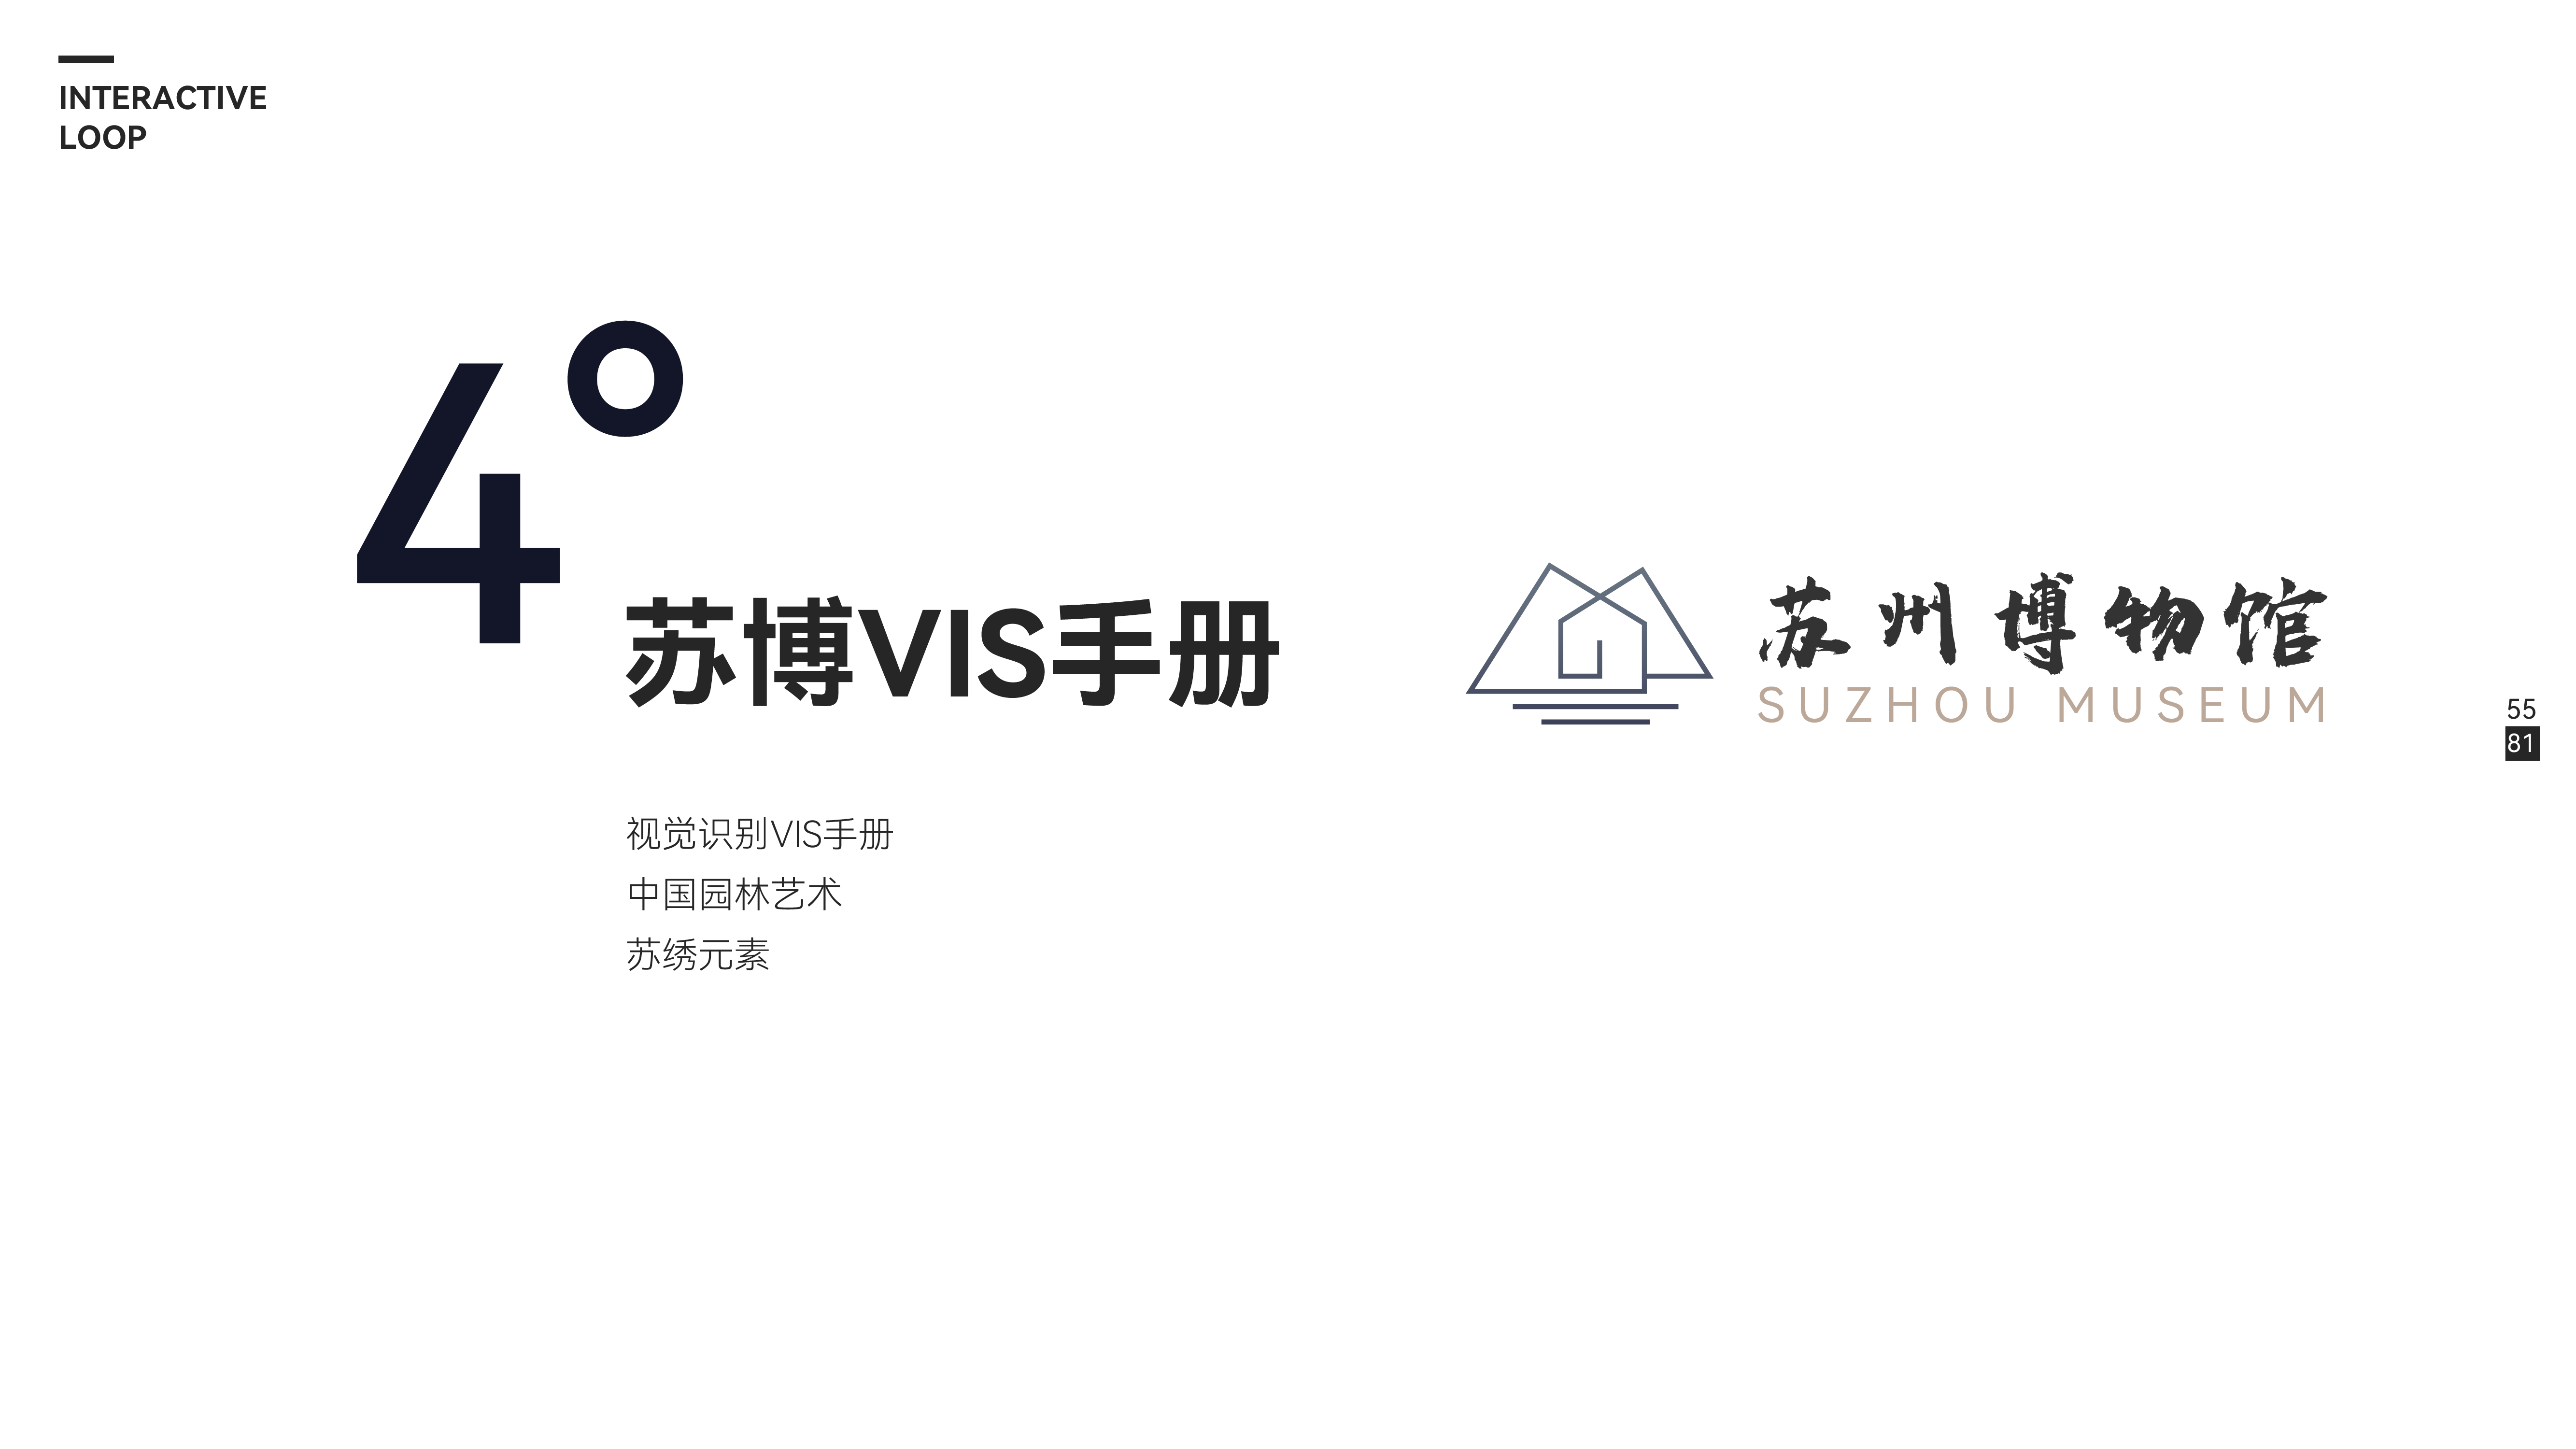 INTERACTIVE
LOOP
4°
苏博VIS手册
视觉识别VIS手册
中国园林艺术
苏绣元素
苏州博物馆
SUZHOU MUSEUM
55
81